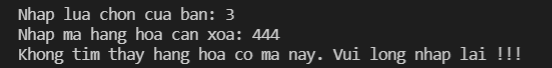 Nhap lua chon cua ban: 3
Nhap ma hang hoa can xoa: 444
Khong tim thay hang hoa co ma nay. Vui long nhap lai !!!